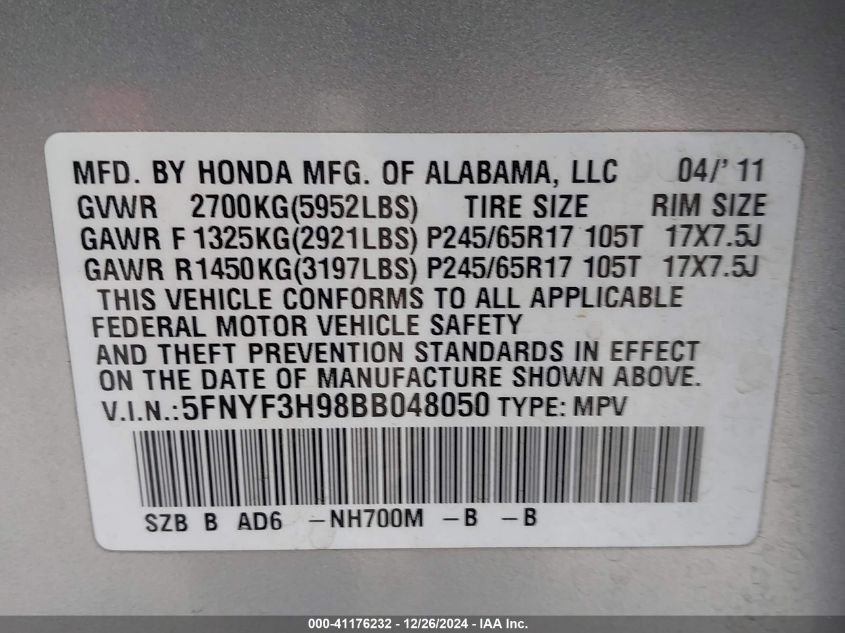 MFD. BY HONDA MFG. OF ALABAMA, LLC 04/'11
GVWR 2700KG(5952LBS) TIRE SIZE RIM SIZE
GAWR F 1325KG(2921LBS) P245/65R17 105T 17X7.5J
GAWR R1450KG(3197LBS) P245/65R17 105T 17X7.5J
THIS VEHICLE CONFORMS TO ALL APPLICABLE
FEDERAL MOTOR VEHICLE SAFETY
AND THEFT PREVENTION STANDARDS IN EFFECT
ON THE DATE OF MANUFACTURE SHOWN ABOVE.
V.I.N.:5FNYF3H98BB048050 TYPE: MPV
SZB B AD6 -NH700M -B -B
000-41176232 - 12/26/2024 - IAA Inc.